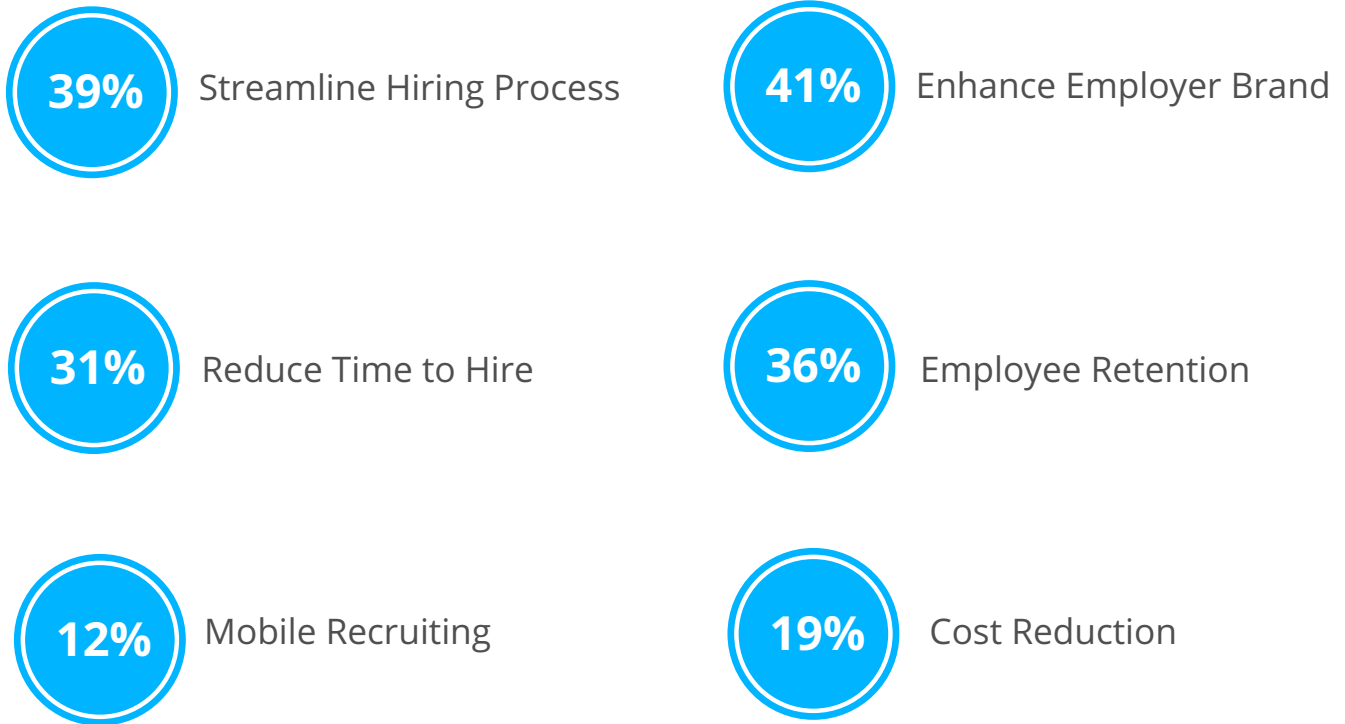 39% Streamline Hiring Process
41% Enhance Employer Brand
31% Reduce Time to Hire
36% Employee Retention
12% Mobile Recruiting
19% Cost Reduction